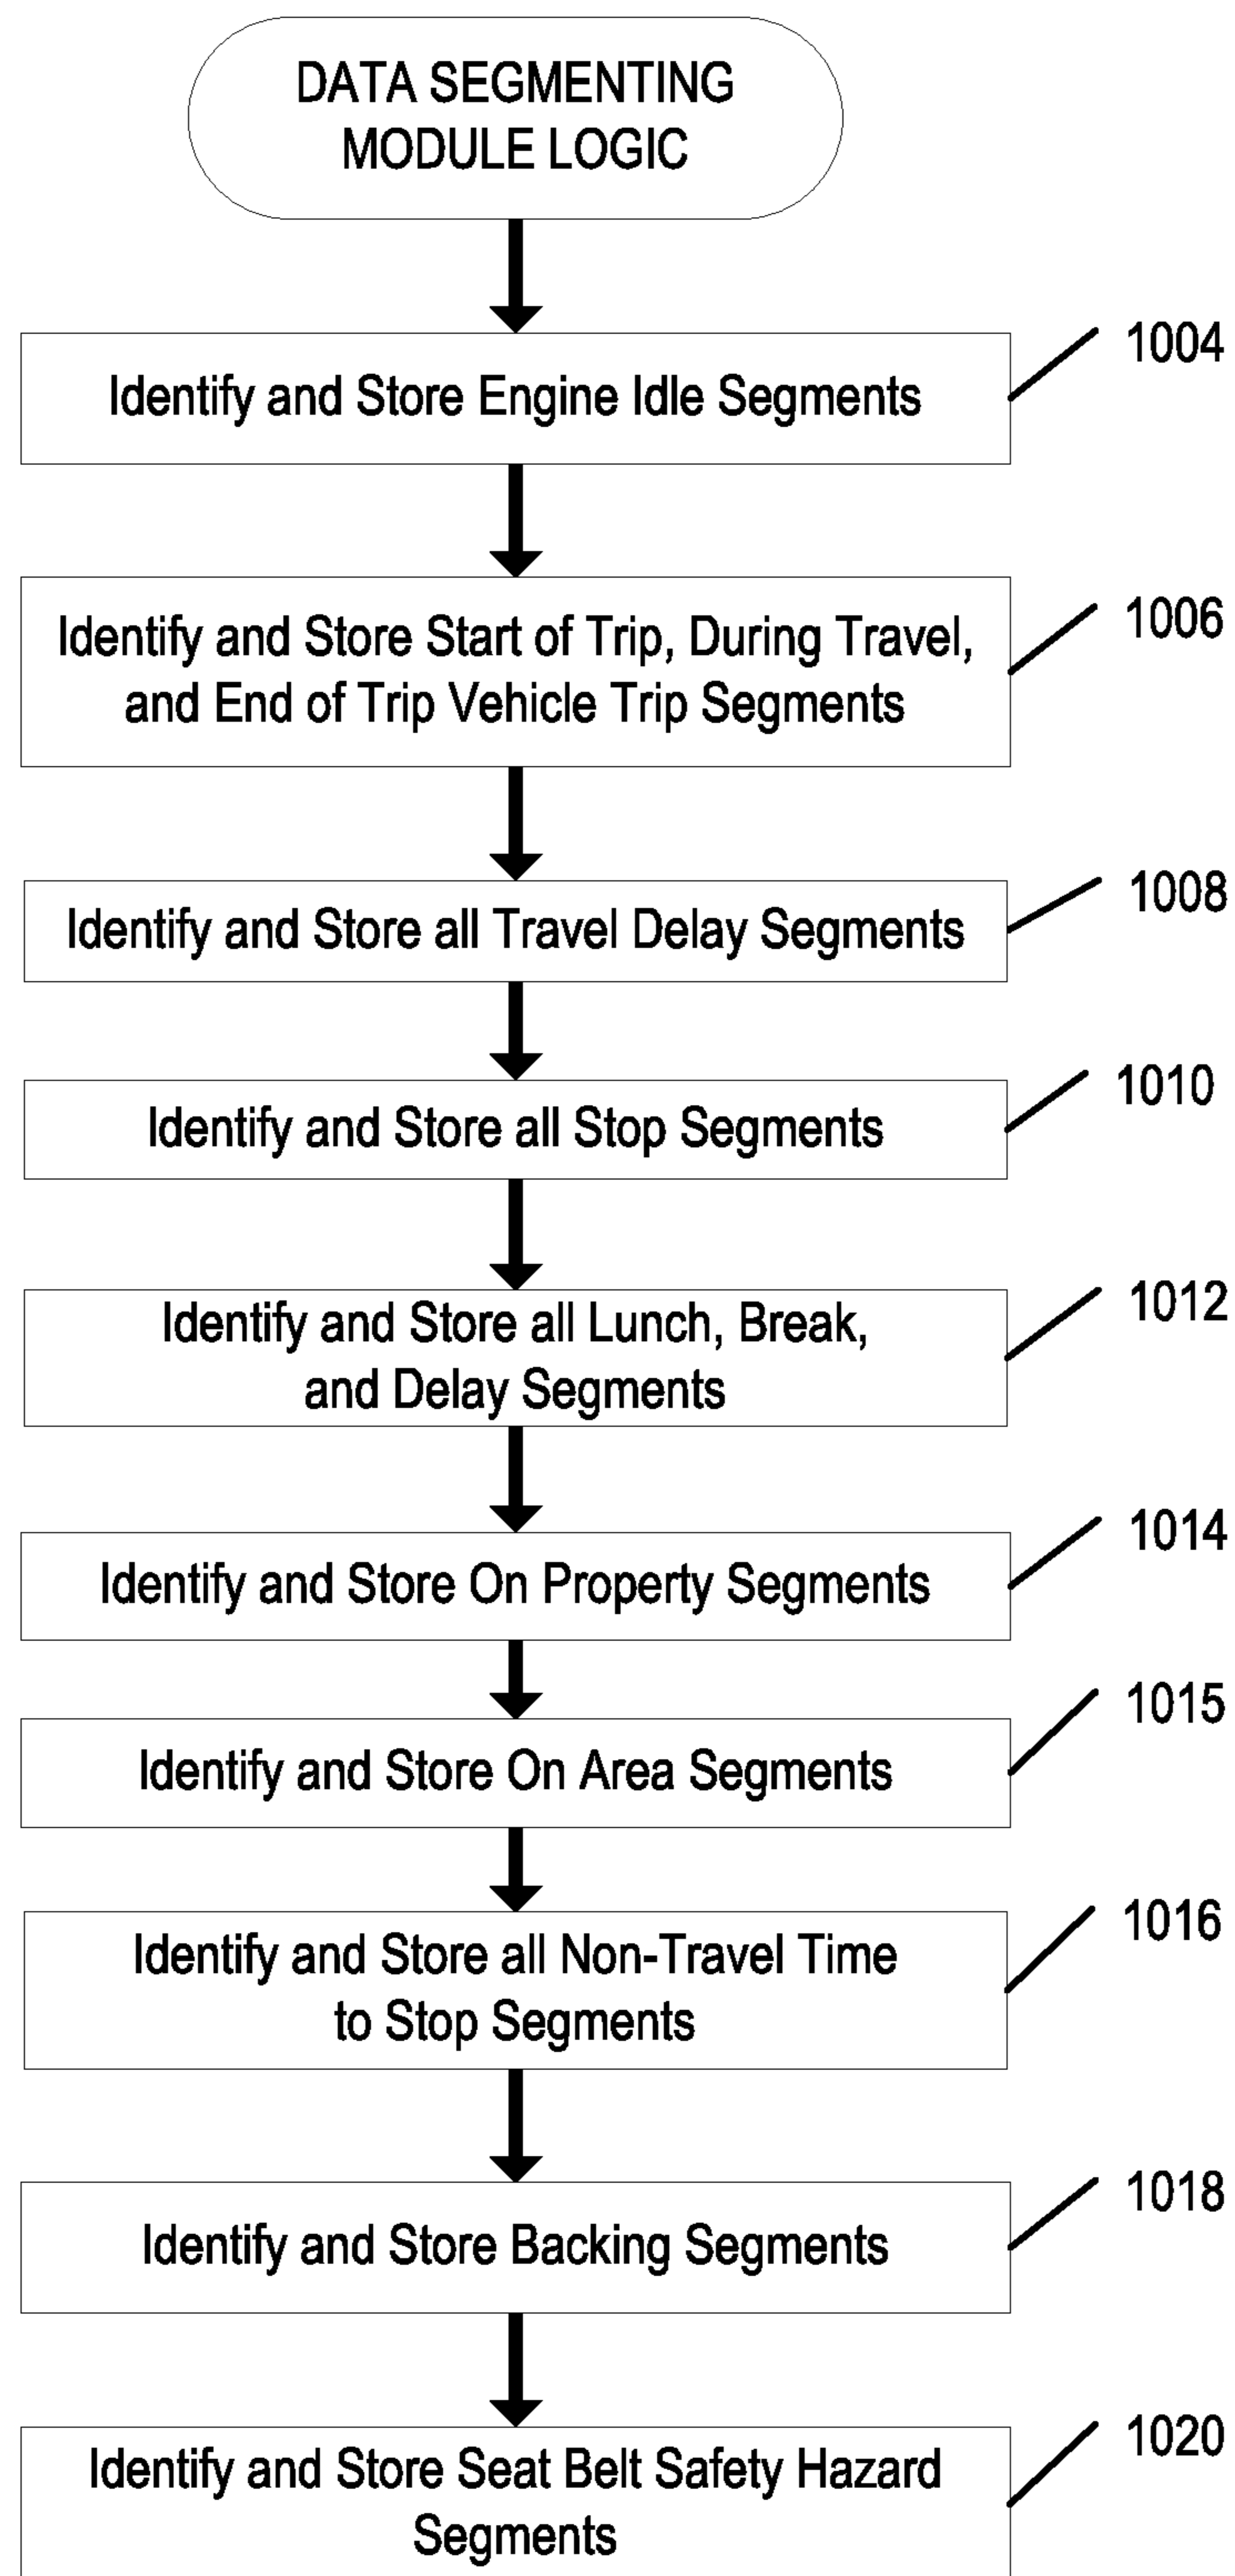 DATA SEGMENTING
MODULE LOGIC
Identify and Store Engine Idle Segments
1004
Identify and Store Start of Trip, During Travel,
and End of Trip Vehicle Trip Segments
1006
Identify and Store all Travel Delay Segments
1008
Identify and Store all Stop Segments
1010
Identify and Store all Lunch, Break,
and Delay Segments
1012
Identify and Store On Property Segments
1014
Identify and Store On Area Segments
1015
Identify and Store all Non-Travel Time
to Stop Segments
1016
Identify and Store Backing Segments
1018
Identify and Store Seat Belt Safety Hazard
Segments
1020